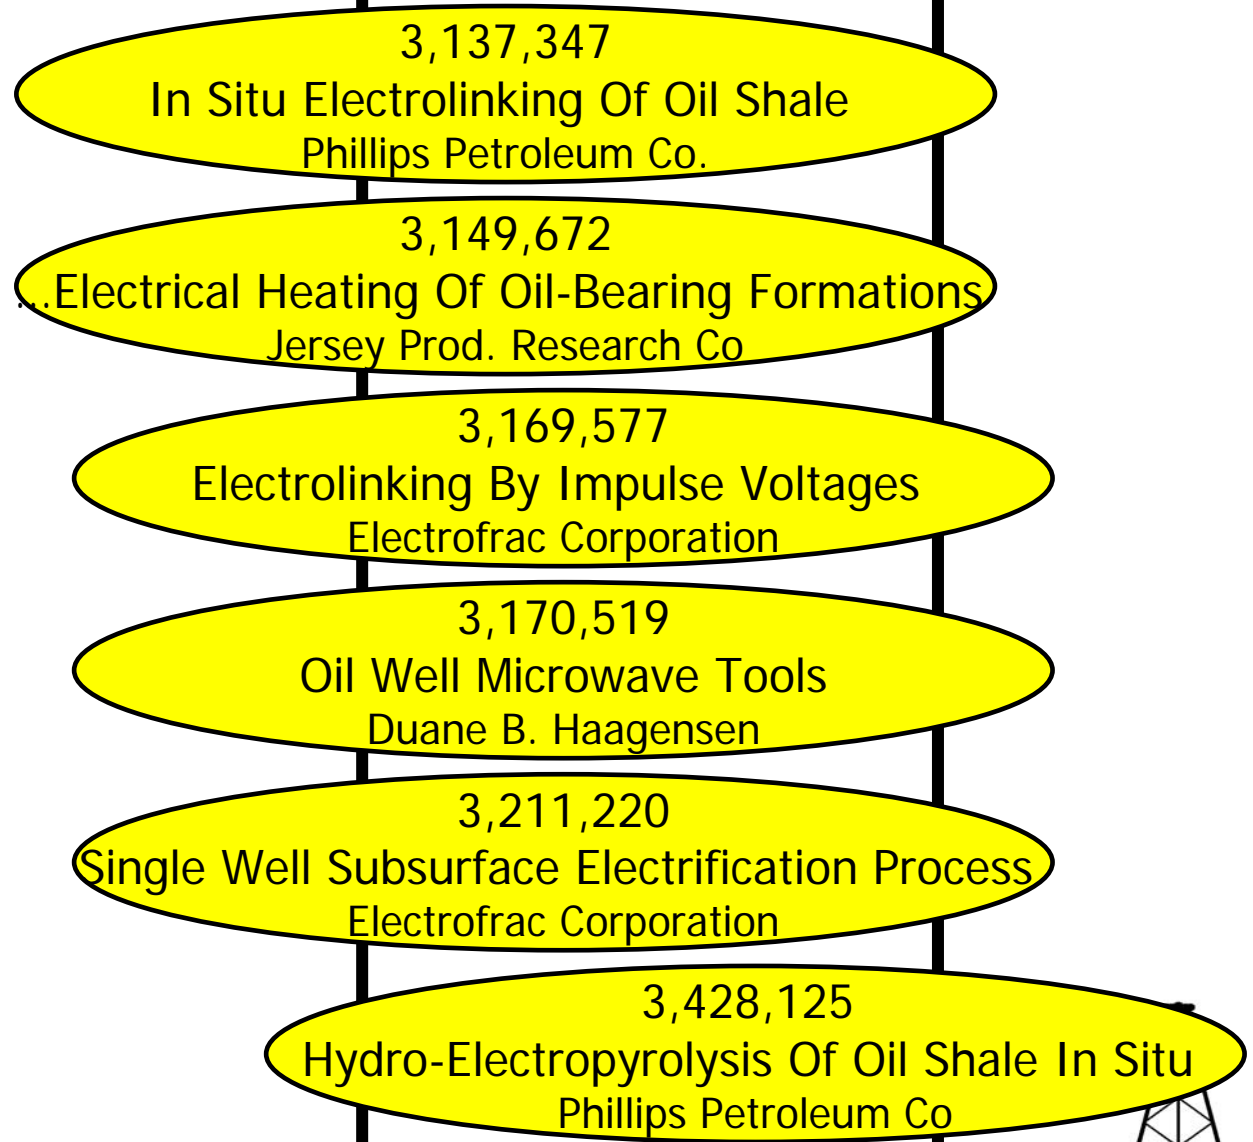 3,137,347
In Situ Electrolinking Of Oil Shale
Phillips Petroleum Co.
3,149,672
...Electrical Heating Of Oil-Bearing Formations
Jersey Prod. Research Co
3,169,577
Electrolinking By Impulse Voltages
Electrofrac Corporation
3,170,519
Oil Well Microwave Tools
Duane B. Haagensen
3,211,220
Single Well Subsurface Electrification Process
Electrofrac Corporation
3,428,125
Hydro-Electropyrolysis Of Oil Shale In Situ
Phillips Petroleum Co